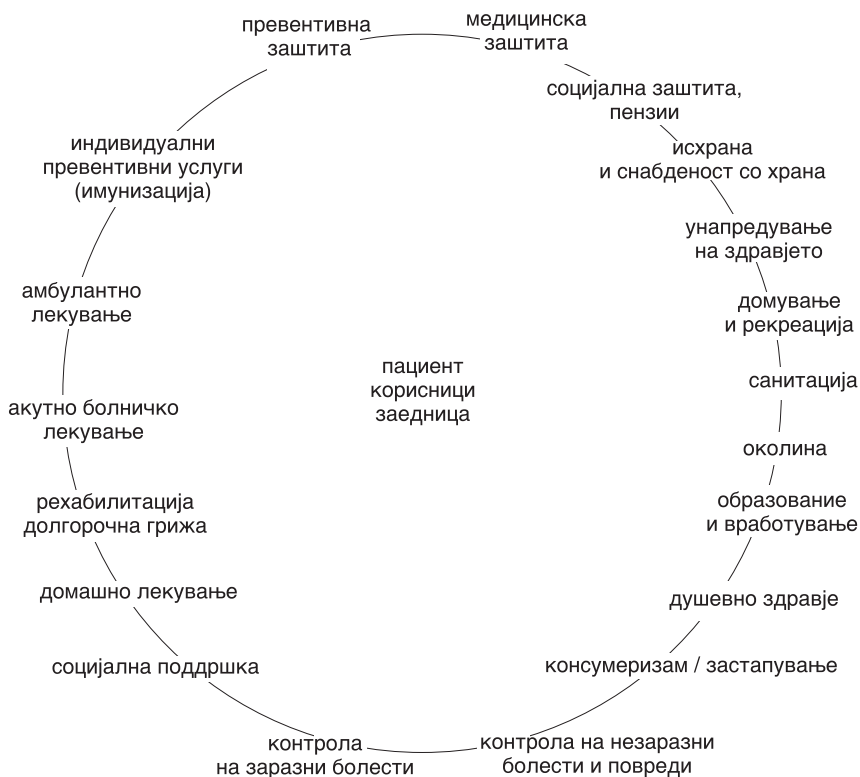 превентивна
заштита
медицинска
заштита
социјална заштита,
пензии
исхрана
и снабденост со храна
унапредување
на здравјето
домување
и рекреација
санитација
околина
образование
и вработување
душевно здравје
консумеризам / застапување
контрола на незаразни
болести и повреди
контрола
на заразни болести
социјална поддршка
домашно лекување
рехабилитација
долгорочна грижа
акутно болничко
лекување
амбулантно
лекување
индивидуални
превентивни услуги
(имунизација)
пациент
корисници
заедница